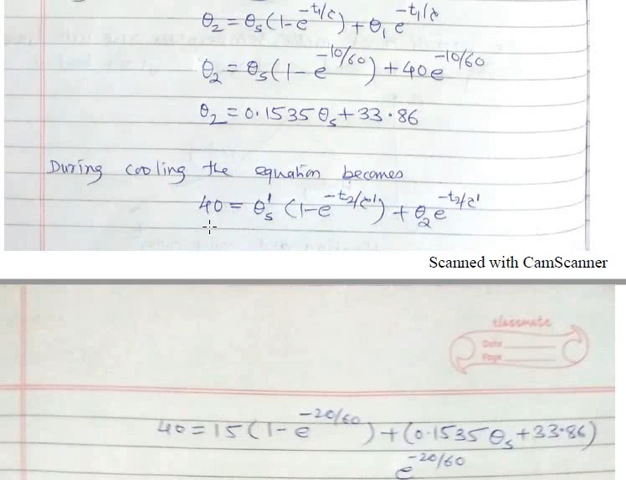 θ₂ = θₛ (1-e^(-t₁/τ)) + θ₁ e^(-t₁/τ)
θ₂ = θₛ (1-e^(-10/60)) + 40e^(-10/60)
θ₂ = 0.1535 θₛ + 33.86
During cooling the equation becomes
40 = θₛ' (1-e^(-t₂/τ')) + θ₂ e^(-t₂/τ')
Scanned with CamScanner
classmate
Date
Page
40 = 15 (1-e^(-20/60)) + (0.1535 θₛ + 33.86)
e^(-20/60)